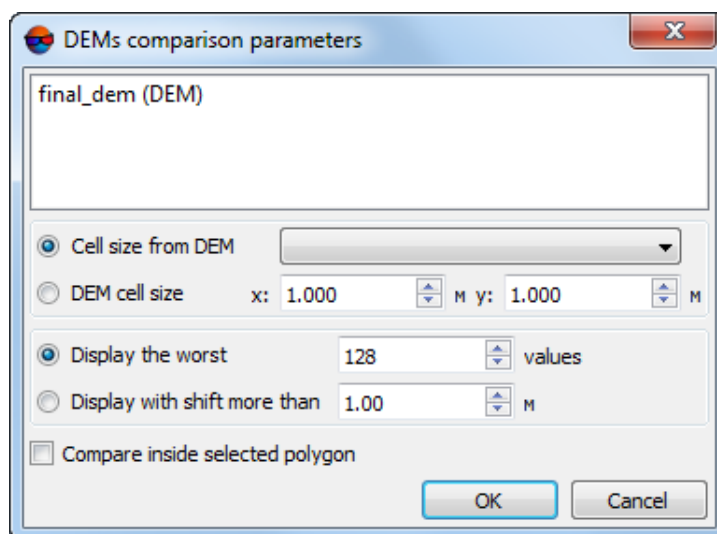 DEMs comparison parameters
final_dem (DEM)
Cell size from DEM
DEM cell size x: 1.000 м y: 1.000 м
Display the worst 128 values
Display with shift more than 1.00 м
Compare inside selected polygon
OK Cancel